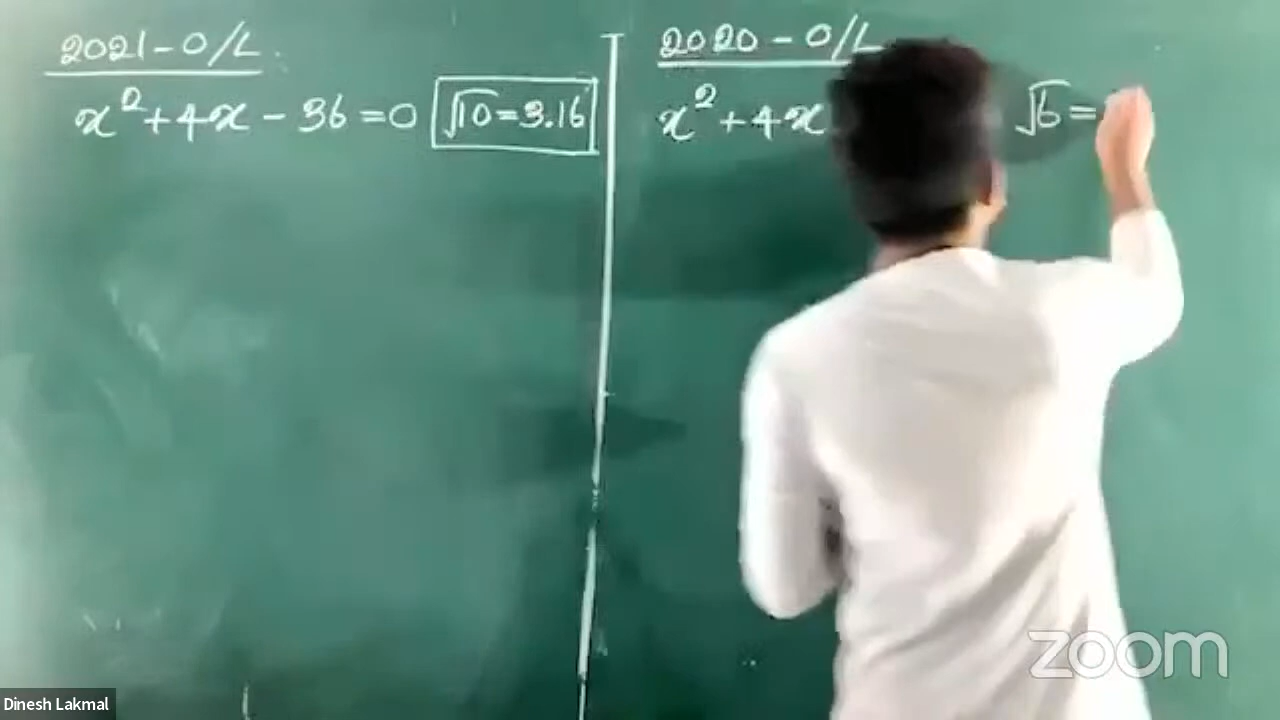 2021 - O/L.
x² + 4x - 36 = 0 √10 = 3.16
2020 - O/L
x² + 4x √6 =
zoom
Dinesh Lakmal